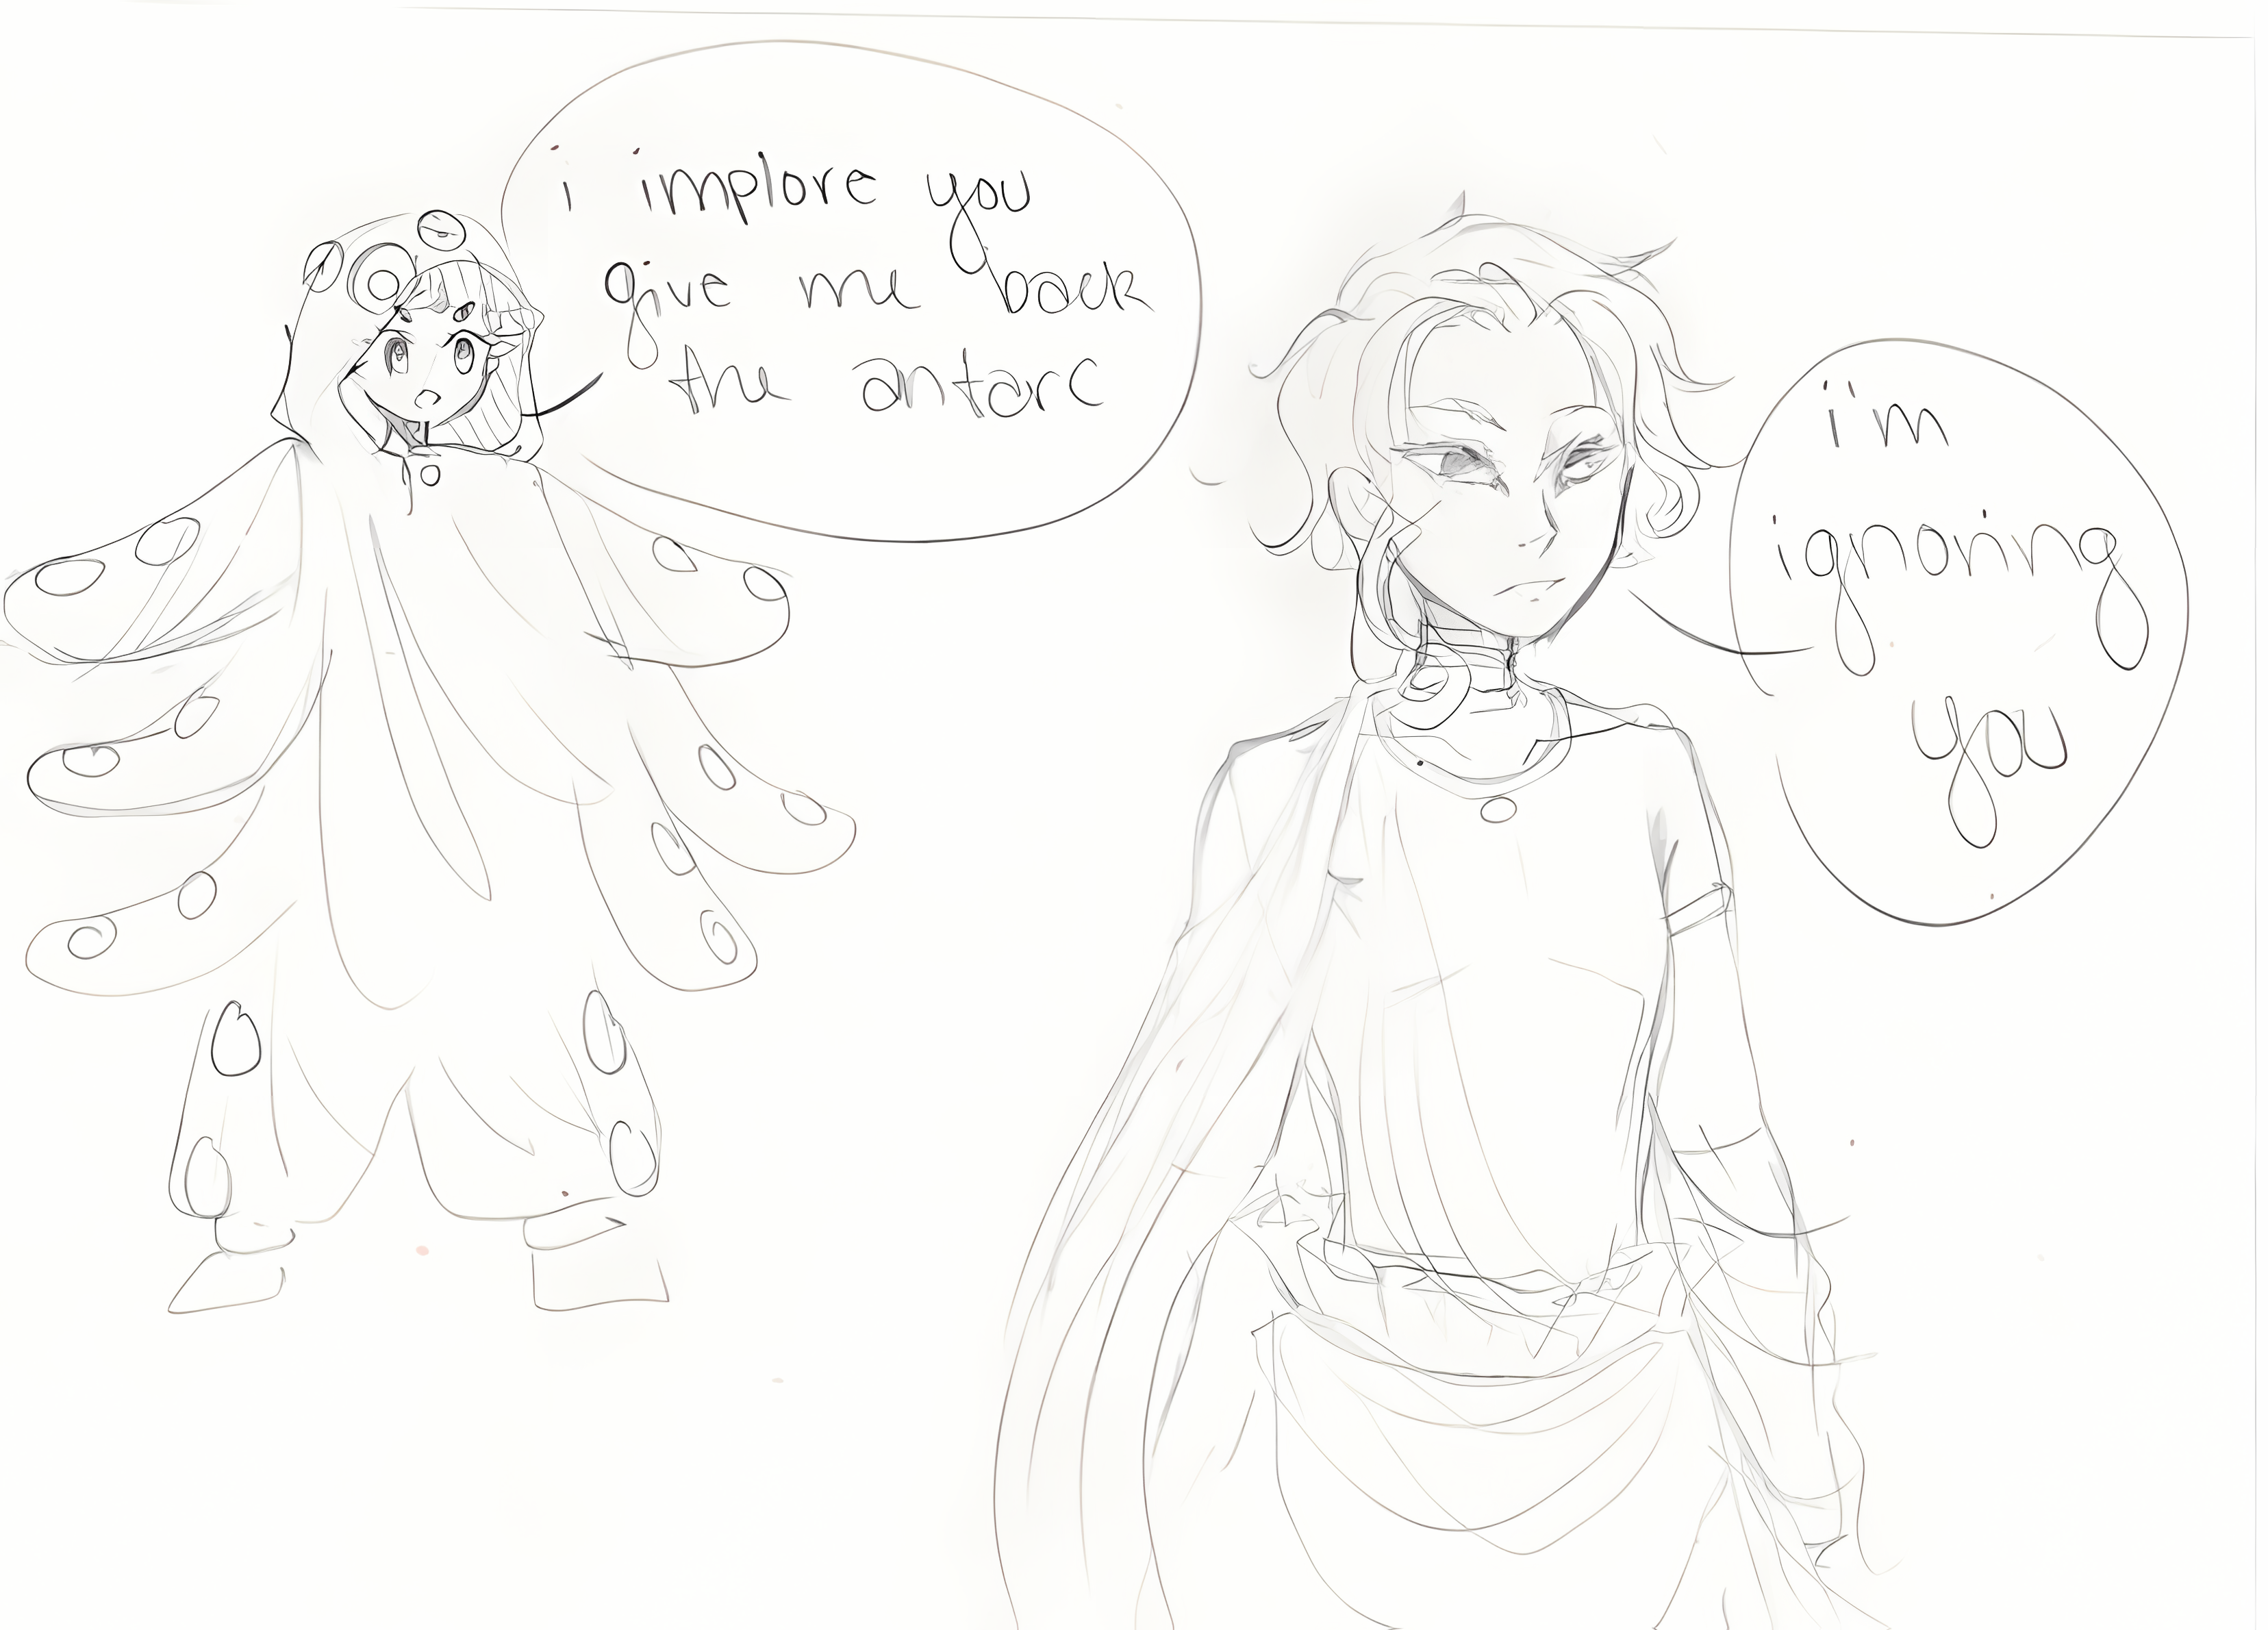 i implore you
give me back
the antarc
i'm
ignoring
you